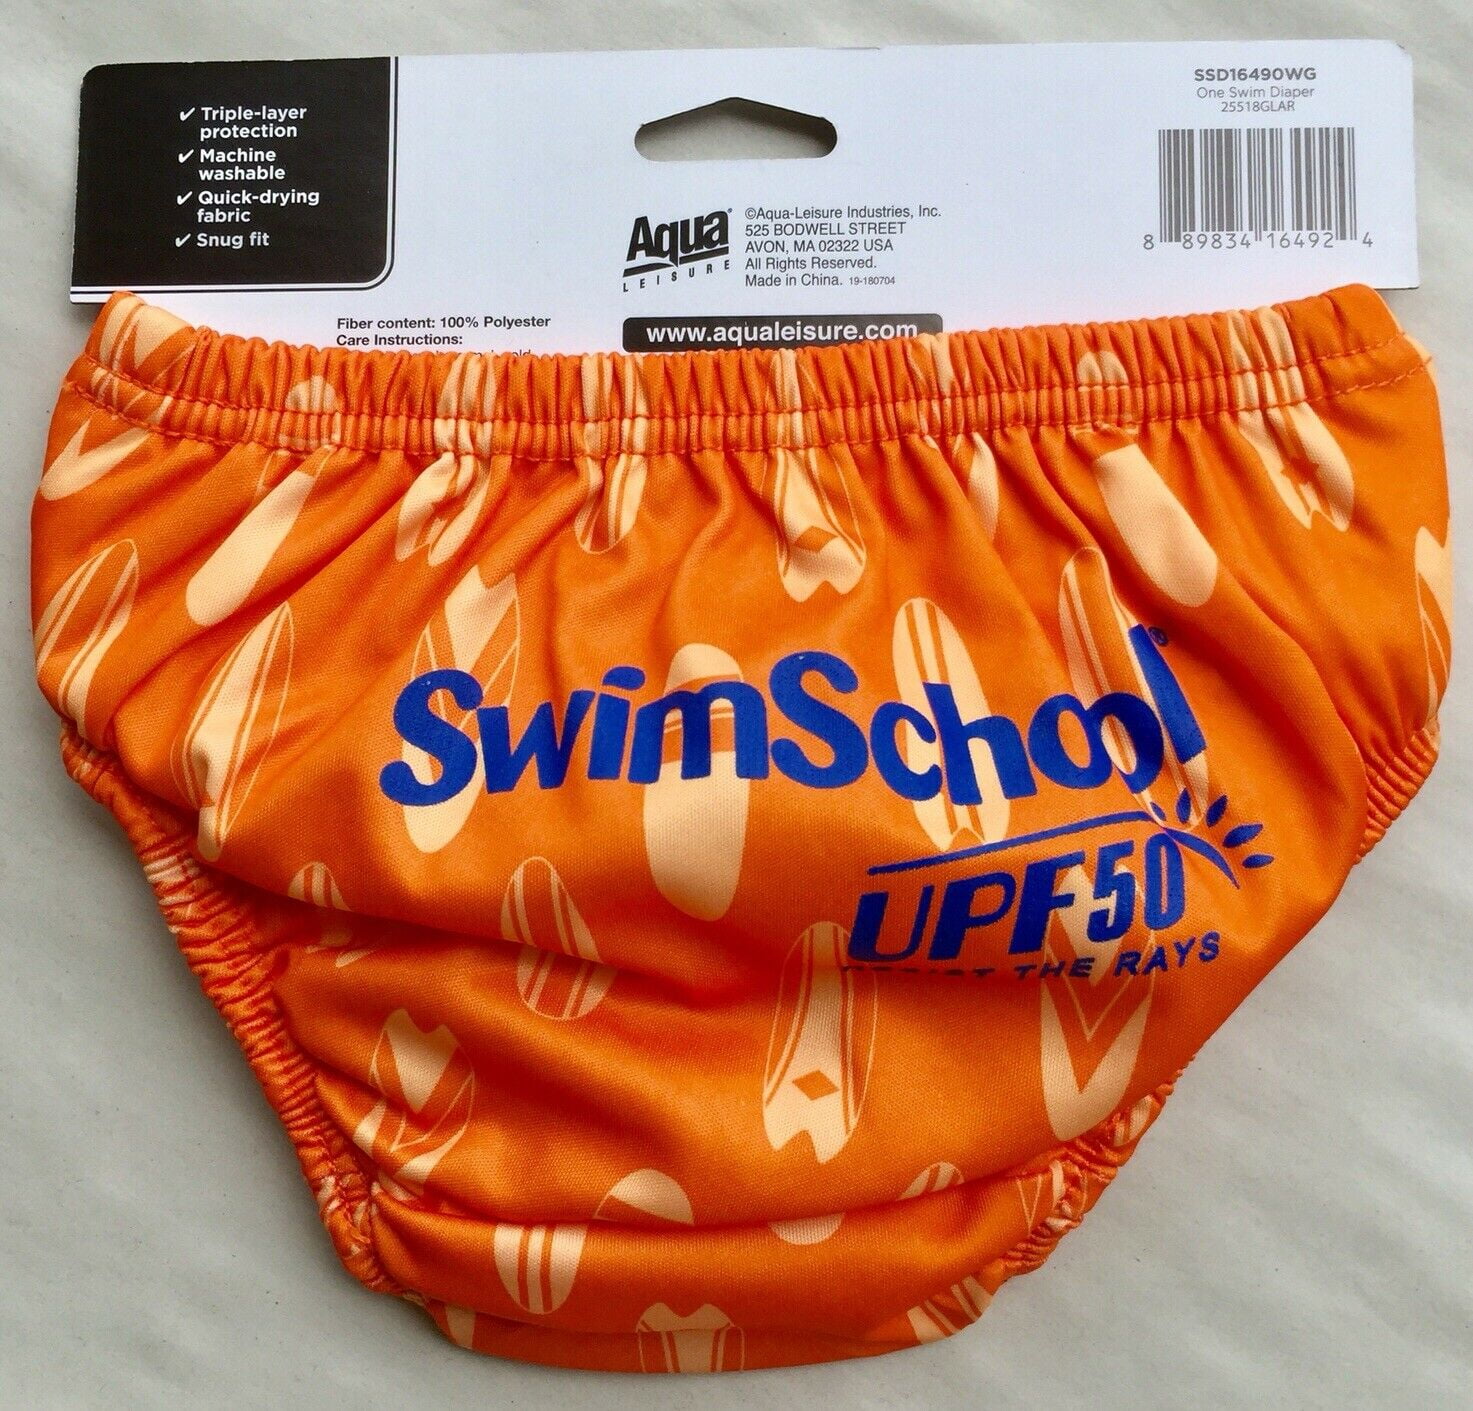 ✓ Triple-layer
protection
✓ Machine
washable
✓ Quick-drying
fabric
✓ Snug fit
Aqua®
LEISURE
©Aqua-Leisure Industries, Inc.
525 BODWELL STREET
AVON, MA 02322 USA
All Rights Reserved.
Made in China. 19-180704
SSD16490WG
One Swim Diaper
25518GLAR
8 89834 16492 4
Fiber content: 100% Polyester
Care Instructions:
www.aqualeisure.com
SwimSchool®
UPF50
THE RAYS